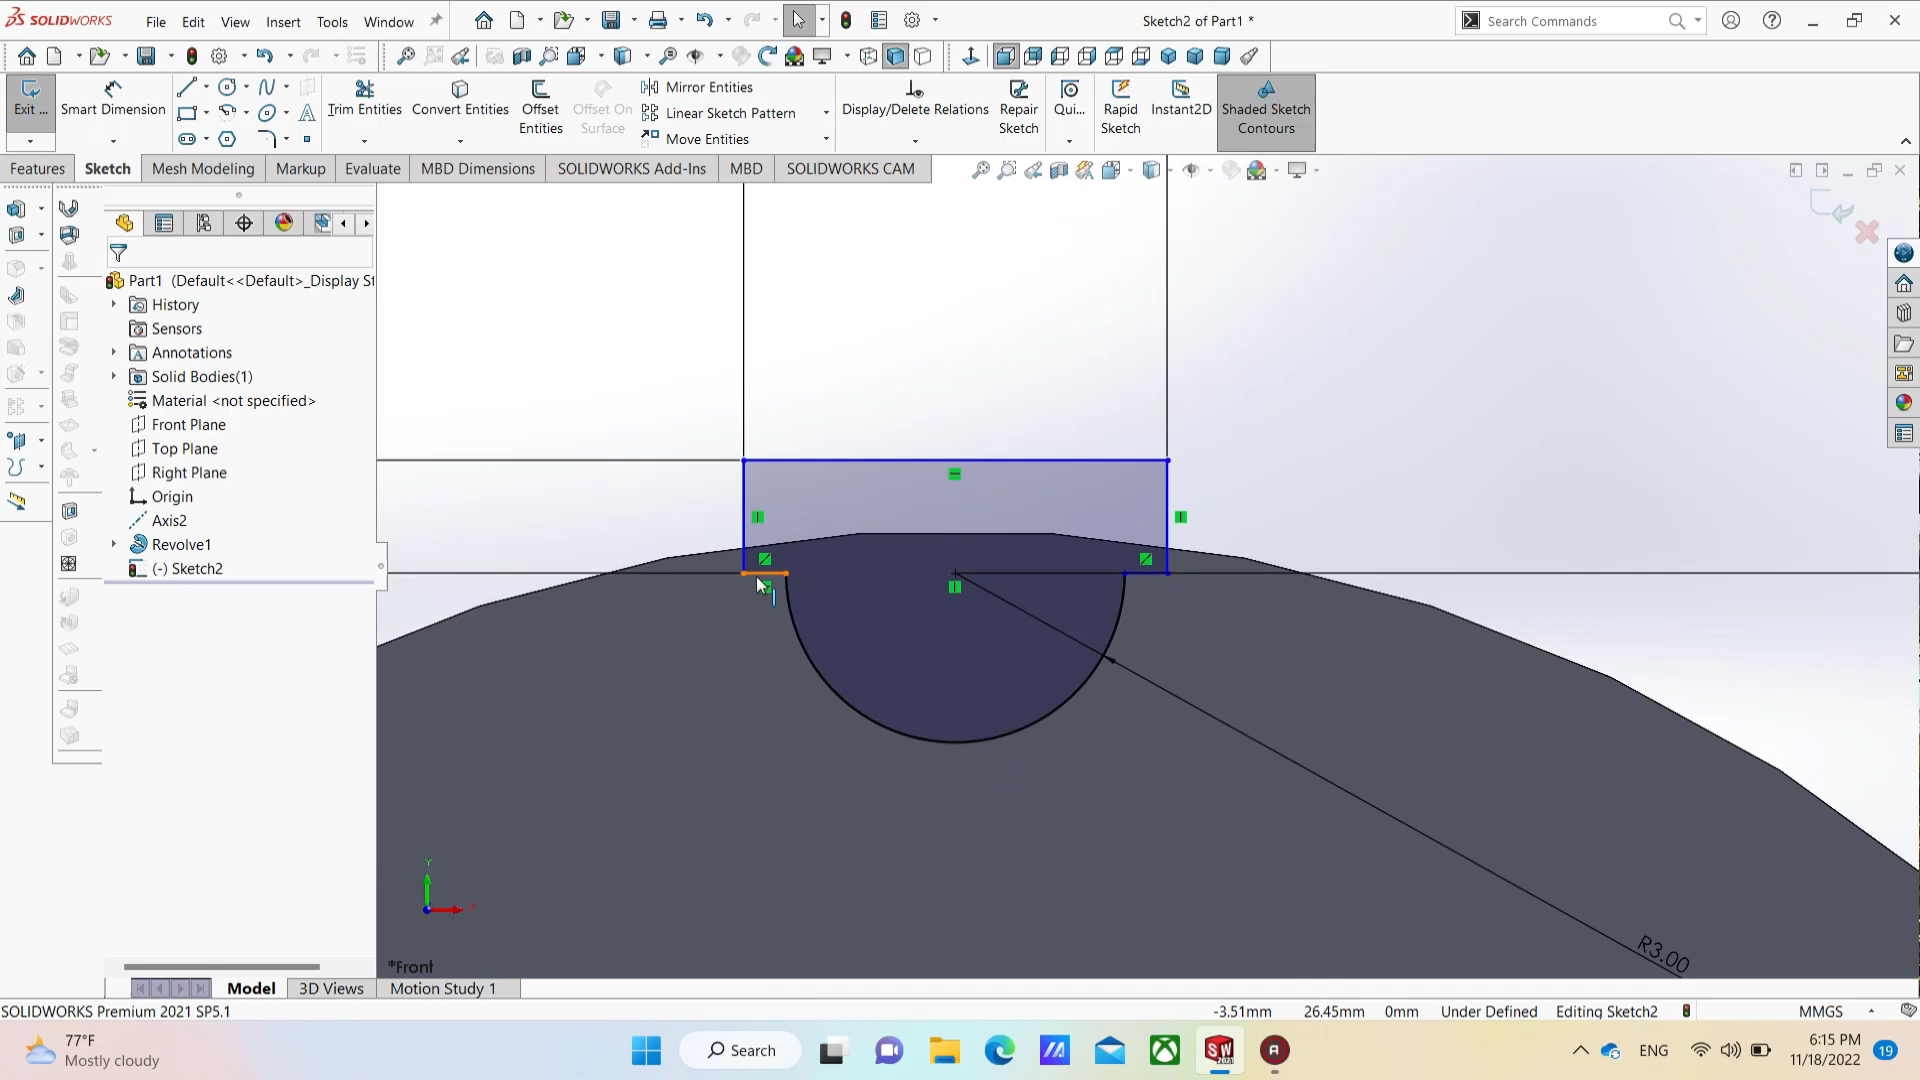 SOLIDWORKS File Edit View Insert Tools Window Sketch2 of Part1 * Search Commands
Exit ... Smart Dimension Trim Entities Convert Entities Offset Entities Offset On Surface Mirror Entities Linear Sketch Pattern Move Entities Display/Delete Relations Repair Sketch Qui... Rapid Sketch Instant2D Shaded Sketch Contours
Features Sketch Mesh Modeling Markup Evaluate MBD Dimensions SOLIDWORKS Add-Ins MBD SOLIDWORKS CAM
Part1 (Default<<Default>_Display St
History
Sensors
Annotations
Solid Bodies(1)
Material <not specified>
Front Plane
Top Plane
Right Plane
Origin
Axis2
Revolve1
(-) Sketch2
Y
X
R3.00
*Front
Model 3D Views Motion Study 1
SOLIDWORKS Premium 2021 SP5.1 -3.51mm 26.45mm 0mm Under Defined Editing Sketch2 MMGS
77°F
Mostly cloudy
Search
SW
2021
A
ENG
6:15 PM
11/18/2022
19